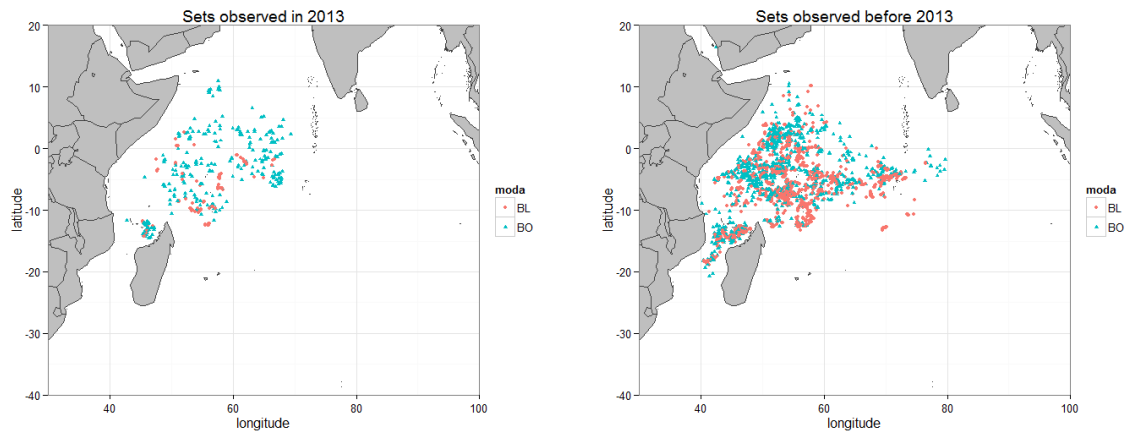 Sets observed in 2013
20
10
0
-10
-20
-30
-40
latitude
40
60
80
100
longitude
moda
BL
BO
Sets observed before 2013
20
10
0
-10
-20
-30
-40
latitude
40
60
80
100
longitude
moda
BL
BO